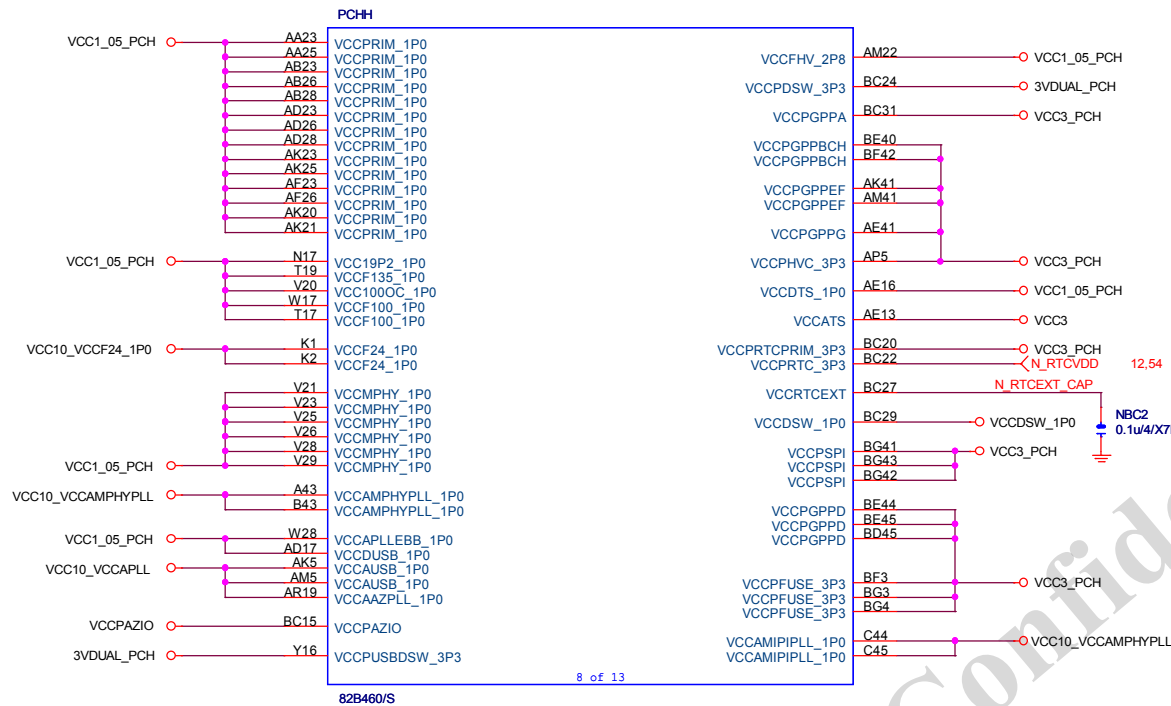 PCHH
VCC1_05_PCH AA23 VCCPRIM_1P0
AA25 VCCPRIM_1P0
AB23 VCCPRIM_1P0
AB26 VCCPRIM_1P0
AB28 VCCPRIM_1P0
AD23 VCCPRIM_1P0
AD26 VCCPRIM_1P0
AD28 VCCPRIM_1P0
AK23 VCCPRIM_1P0
AK25 VCCPRIM_1P0
AF23 VCCPRIM_1P0
AF26 VCCPRIM_1P0
AK20 VCCPRIM_1P0
AK21 VCCPRIM_1P0
VCC1_05_PCH N17 VCC19P2_1P0
T19 VCCF135_1P0
V20 VCC100OC_1P0
W17 VCCF100_1P0
T17 VCCF100_1P0
VCC10_VCCF24_1P0 K1 VCCF24_1P0
K2 VCCF24_1P0
V21 VCCMPHY_1P0
V23 VCCMPHY_1P0
V25 VCCMPHY_1P0
V26 VCCMPHY_1P0
V28 VCCMPHY_1P0
VCC1_05_PCH V29 VCCMPHY_1P0
VCC10_VCCAMPHYPLL A43 VCCAMPHYPLL_1P0
B43 VCCAMPHYPLL_1P0
VCC1_05_PCH W28 VCCAPLLEBB_1P0
AD17 VCCDUSB_1P0
VCC10_VCCAPLL AK5 VCCAUSB_1P0
AM5 VCCAUSB_1P0
AR19 VCCAAZPLL_1P0
VCCPAZIO BC15 VCCPAZIO
3VDUAL_PCH Y16 VCCPUSBDSW_3P3
VCCFHV_2P8 AM22 VCC1_05_PCH
VCCPDSW_3P3 BC24 3VDUAL_PCH
VCCPGPPA BC31 VCC3_PCH
VCCPGPPBCH BE40
VCCPGPPBCH BF42
VCCPGPPEF AK41
VCCPGPPEF AM41
VCCPGPPG AE41
VCCPHVC_3P3 AP5 VCC3_PCH
VCCDTS_1P0 AE16 VCC1_05_PCH
VCCATS AE13 VCC3
VCCPRTCPRIM_3P3 BC20 VCC3_PCH
VCCPRTC_3P3 BC22 N_RTCVDD 12,54
VCCRTCEXT BC27 N_RTCEXT_CAP
NBC2
0.1u/4/X7
VCCDSW_1P0 BC29 VCCDSW_1P0
VCCPSPI BG41 VCC3_PCH
VCCPSPI BG43
VCCPSPI BG42
VCCPGPPD BE44
VCCPGPPD BE45
VCCPGPPD BD45
VCCPFUSE_3P3 BF3 VCC3_PCH
VCCPFUSE_3P3 BG3
VCCPFUSE_3P3 BG4
VCCAMIPIPLL_1P0 C44 VCC10_VCCAMPHYPLL
VCCAMIPIPLL_1P0 C45
8 of 13
82B460/S
Confide